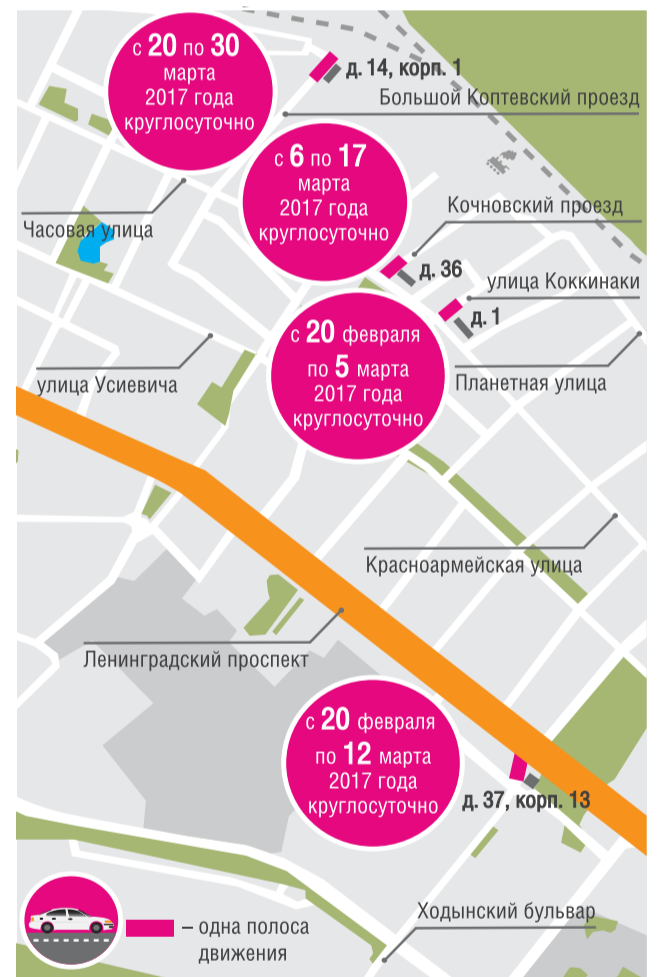 с 20 по 30
марта
2017 года
круглосуточно
д. 14, корп. 1
Большой Коптевский проезд
с 6 по 17
марта
2017 года
круглосуточно
Часовая улица
Кочновский проезд
д. 36
улица Коккинаки
д. 1
с 20 февраля
по 5 марта
2017 года
круглосуточно
улица Усиевича
Планетная улица
Красноармейская улица
Ленинградский проспект
с 20 февраля
по 12 марта
2017 года
круглосуточно
д. 37, корп. 13
Ходынский бульвар
– одна полоса
движения